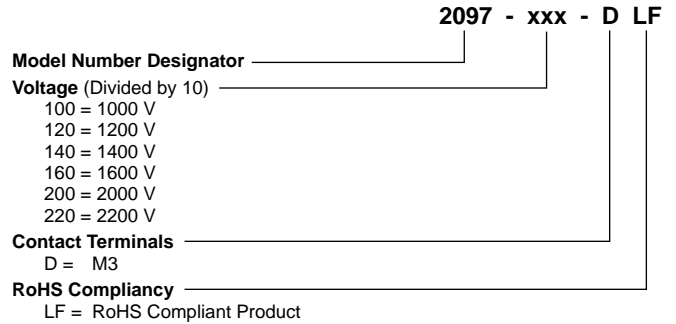 2097 - xxx - D LF
Model Number Designator
Voltage (Divided by 10)
100 = 1000 V
120 = 1200 V
140 = 1400 V
160 = 1600 V
200 = 2000 V
220 = 2200 V
Contact Terminals
D = M3
RoHS Compliancy
LF = RoHS Compliant Product